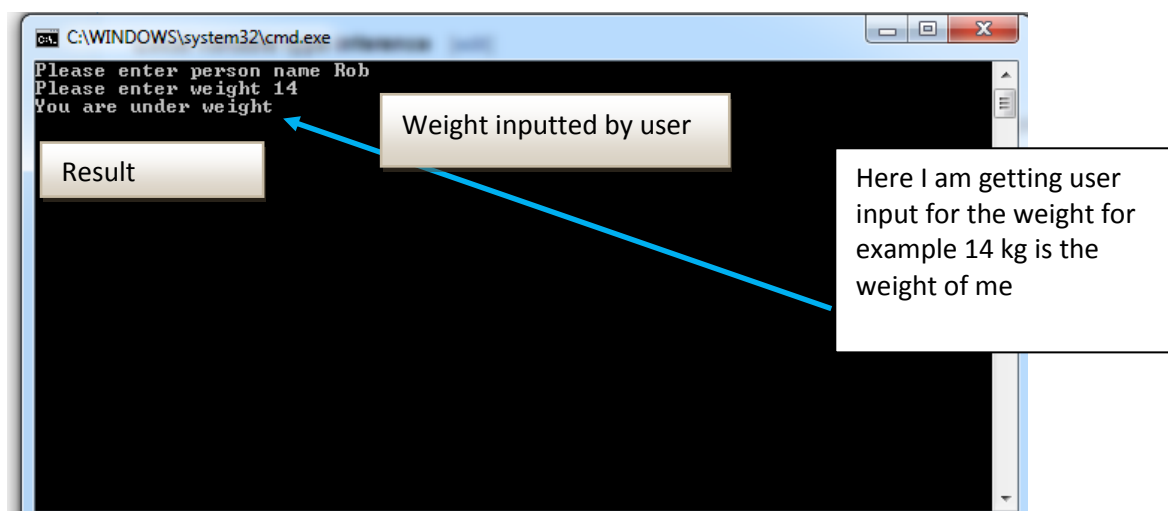 C:\WINDOWS\system32\cmd.exe
Please enter person name Rob
Please enter weight 14
You are under weight
Weight inputted by user
Result
Here I am getting user
input for the weight for
example 14 kg is the
weight of me